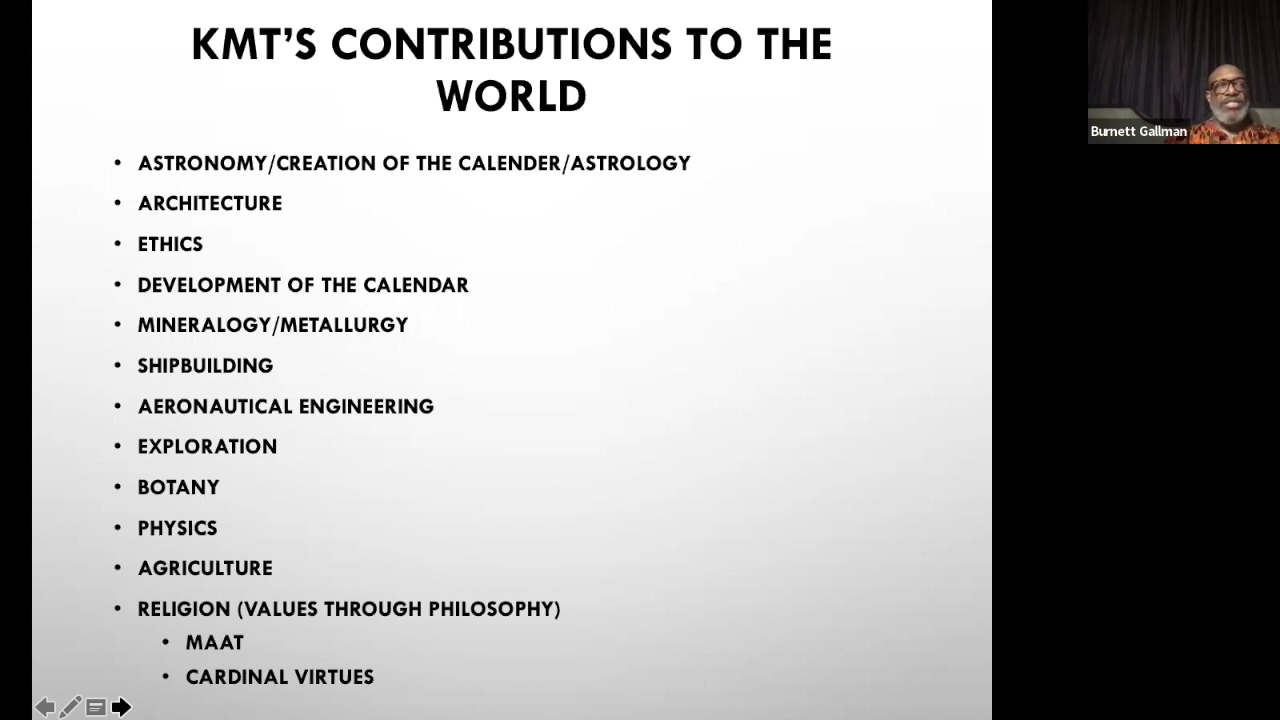 KMT'S CONTRIBUTIONS TO THE
WORLD
• ASTRONOMY/CREATION OF THE CALENDER/ASTROLOGY
• ARCHITECTURE
• ETHICS
• DEVELOPMENT OF THE CALENDAR
• MINERALOGY/METALLURGY
• SHIPBUILDING
• AERONAUTICAL ENGINEERING
• EXPLORATION
• BOTANY
• PHYSICS
• AGRICULTURE
• RELIGION (VALUES THROUGH PHILOSOPHY)
• MAAT
• CARDINAL VIRTUES
Burnett Gallman